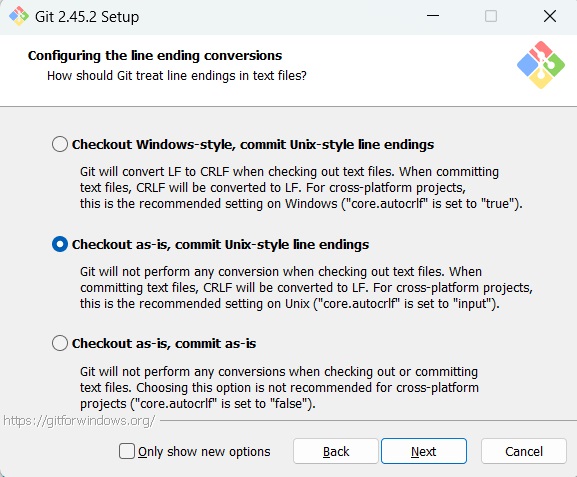 Git 2.45.2 Setup
Configuring the line ending conversions
How should Git treat line endings in text files?
Checkout Windows-style, commit Unix-style line endings
Git will convert LF to CRLF when checking out text files. When committing
text files, CRLF will be converted to LF. For cross-platform projects,
this is the recommended setting on Windows ("core.autocrlf" is set to "true").
Checkout as-is, commit Unix-style line endings
Git will not perform any conversion when checking out text files. When
committing text files, CRLF will be converted to LF. For cross-platform projects,
this is the recommended setting on Unix ("core.autocrlf" is set to "input").
Checkout as-is, commit as-is
Git will not perform any conversions when checking out or committing
text files. Choosing this option is not recommended for cross-platform
projects ("core.autocrlf" is set to "false").
https://gitforwindows.org/
Only show new options
Back
Next
Cancel